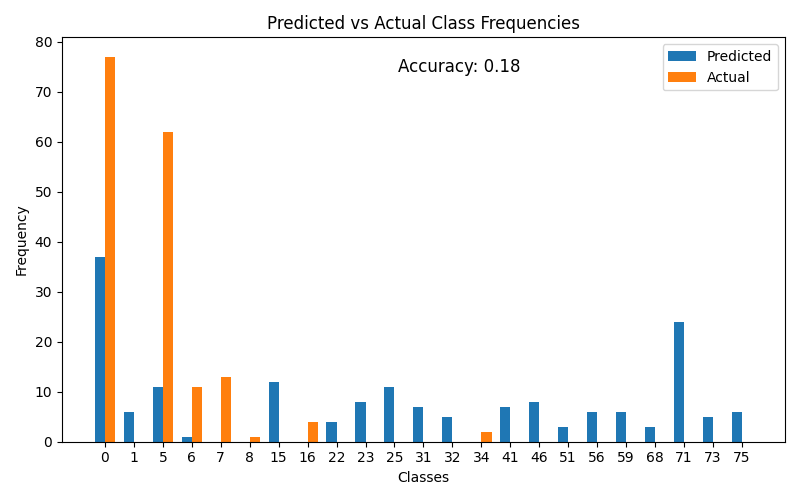 Predicted vs Actual Class Frequencies
Accuracy: 0.18
Predicted
Actual
80
70
60
50
40
30
20
10
0
Frequency
0 1 5 6 7 8 15 16 22 23 25 31 32 34 41 46 51 56 59 68 71 73 75
Classes